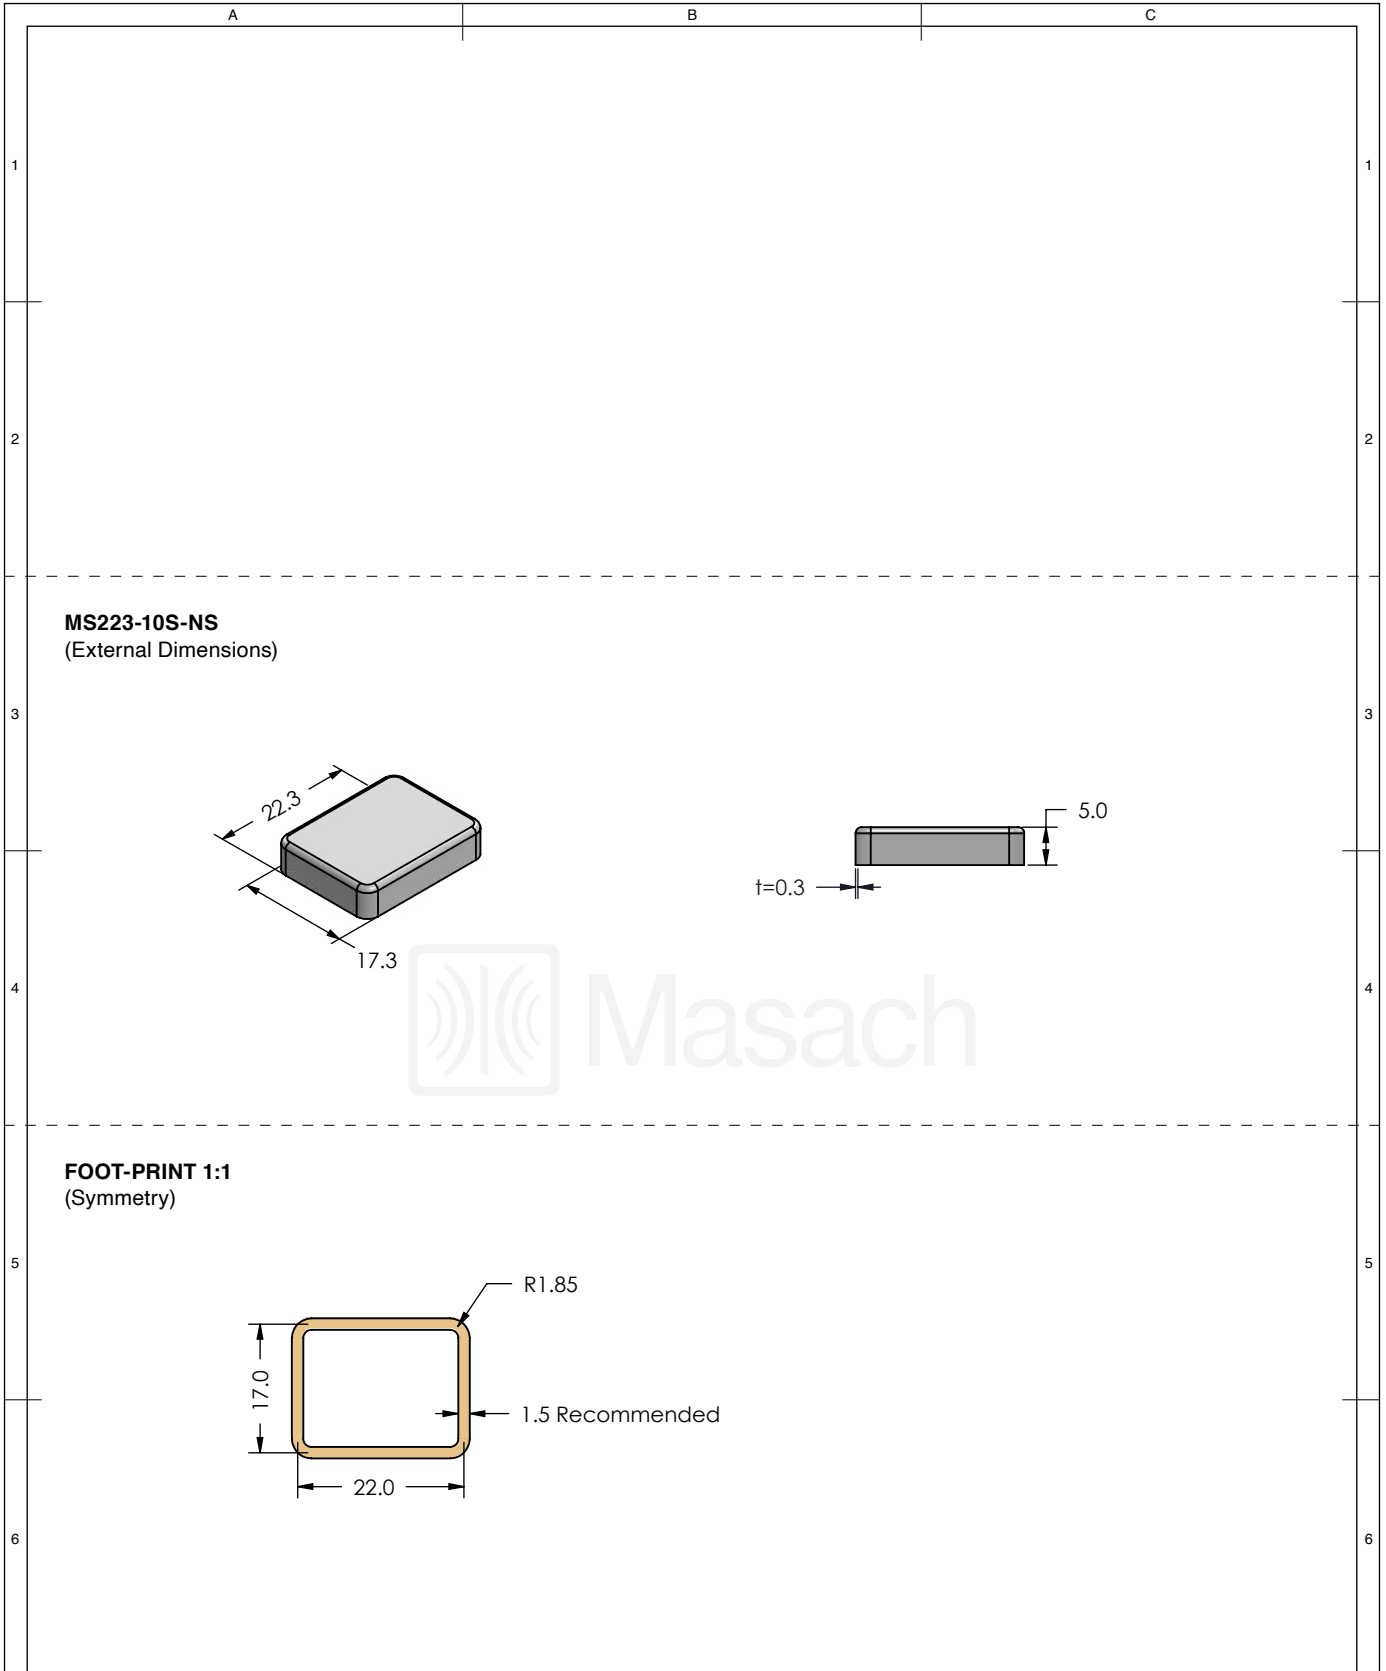 A B C
1 1
2 2
MS223-10S-NS
(External Dimensions)
3 3
22.3
5.0
t=0.3
17.3
4 4
Masach
FOOT-PRINT 1:1
(Symmetry)
5 5
R1.85
17.0
1.5 Recommended
22.0
6 6